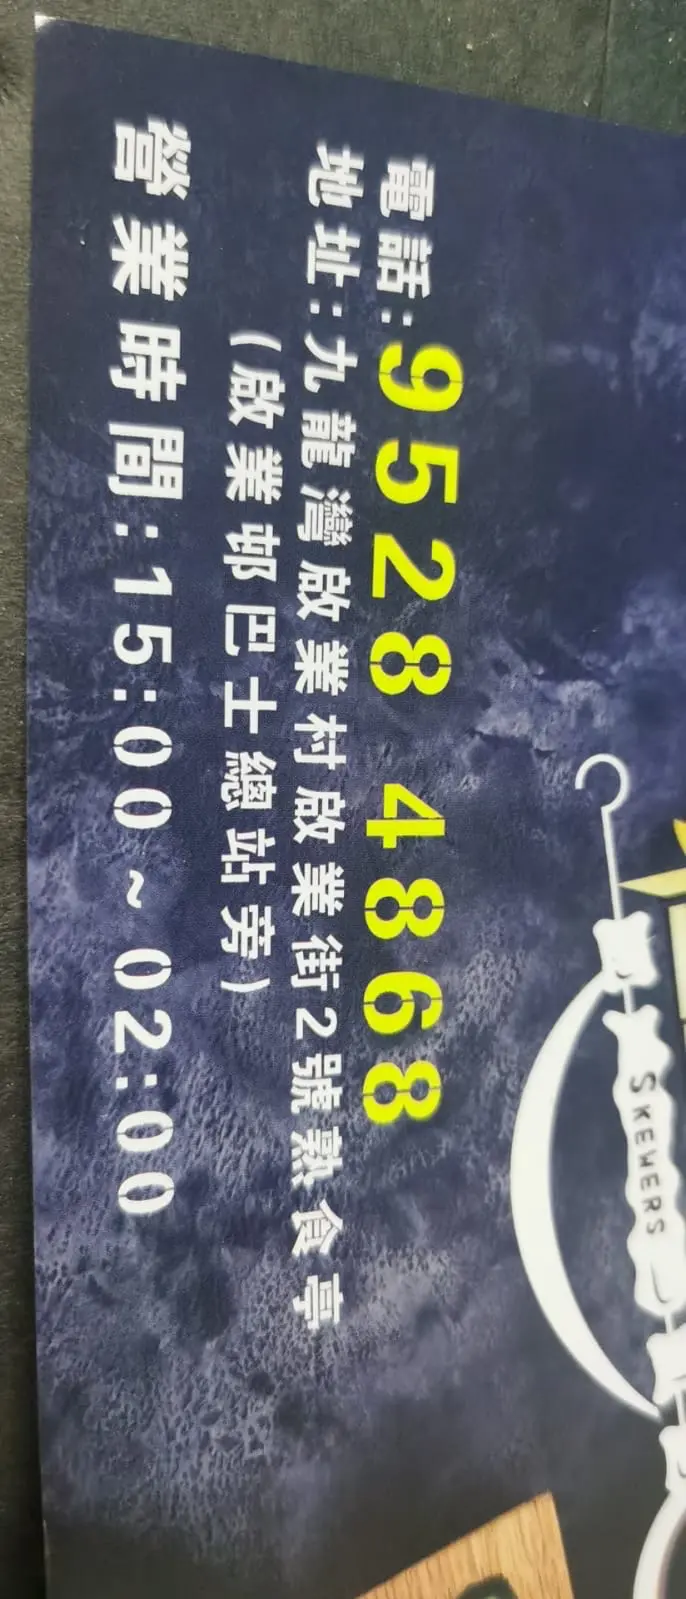 電話:9528 4868
地址:九龍灣啟業村啟業街2號熟食亭
(啟業邨巴士總站旁)
營業時間:15:00~02:00
SKEWERS